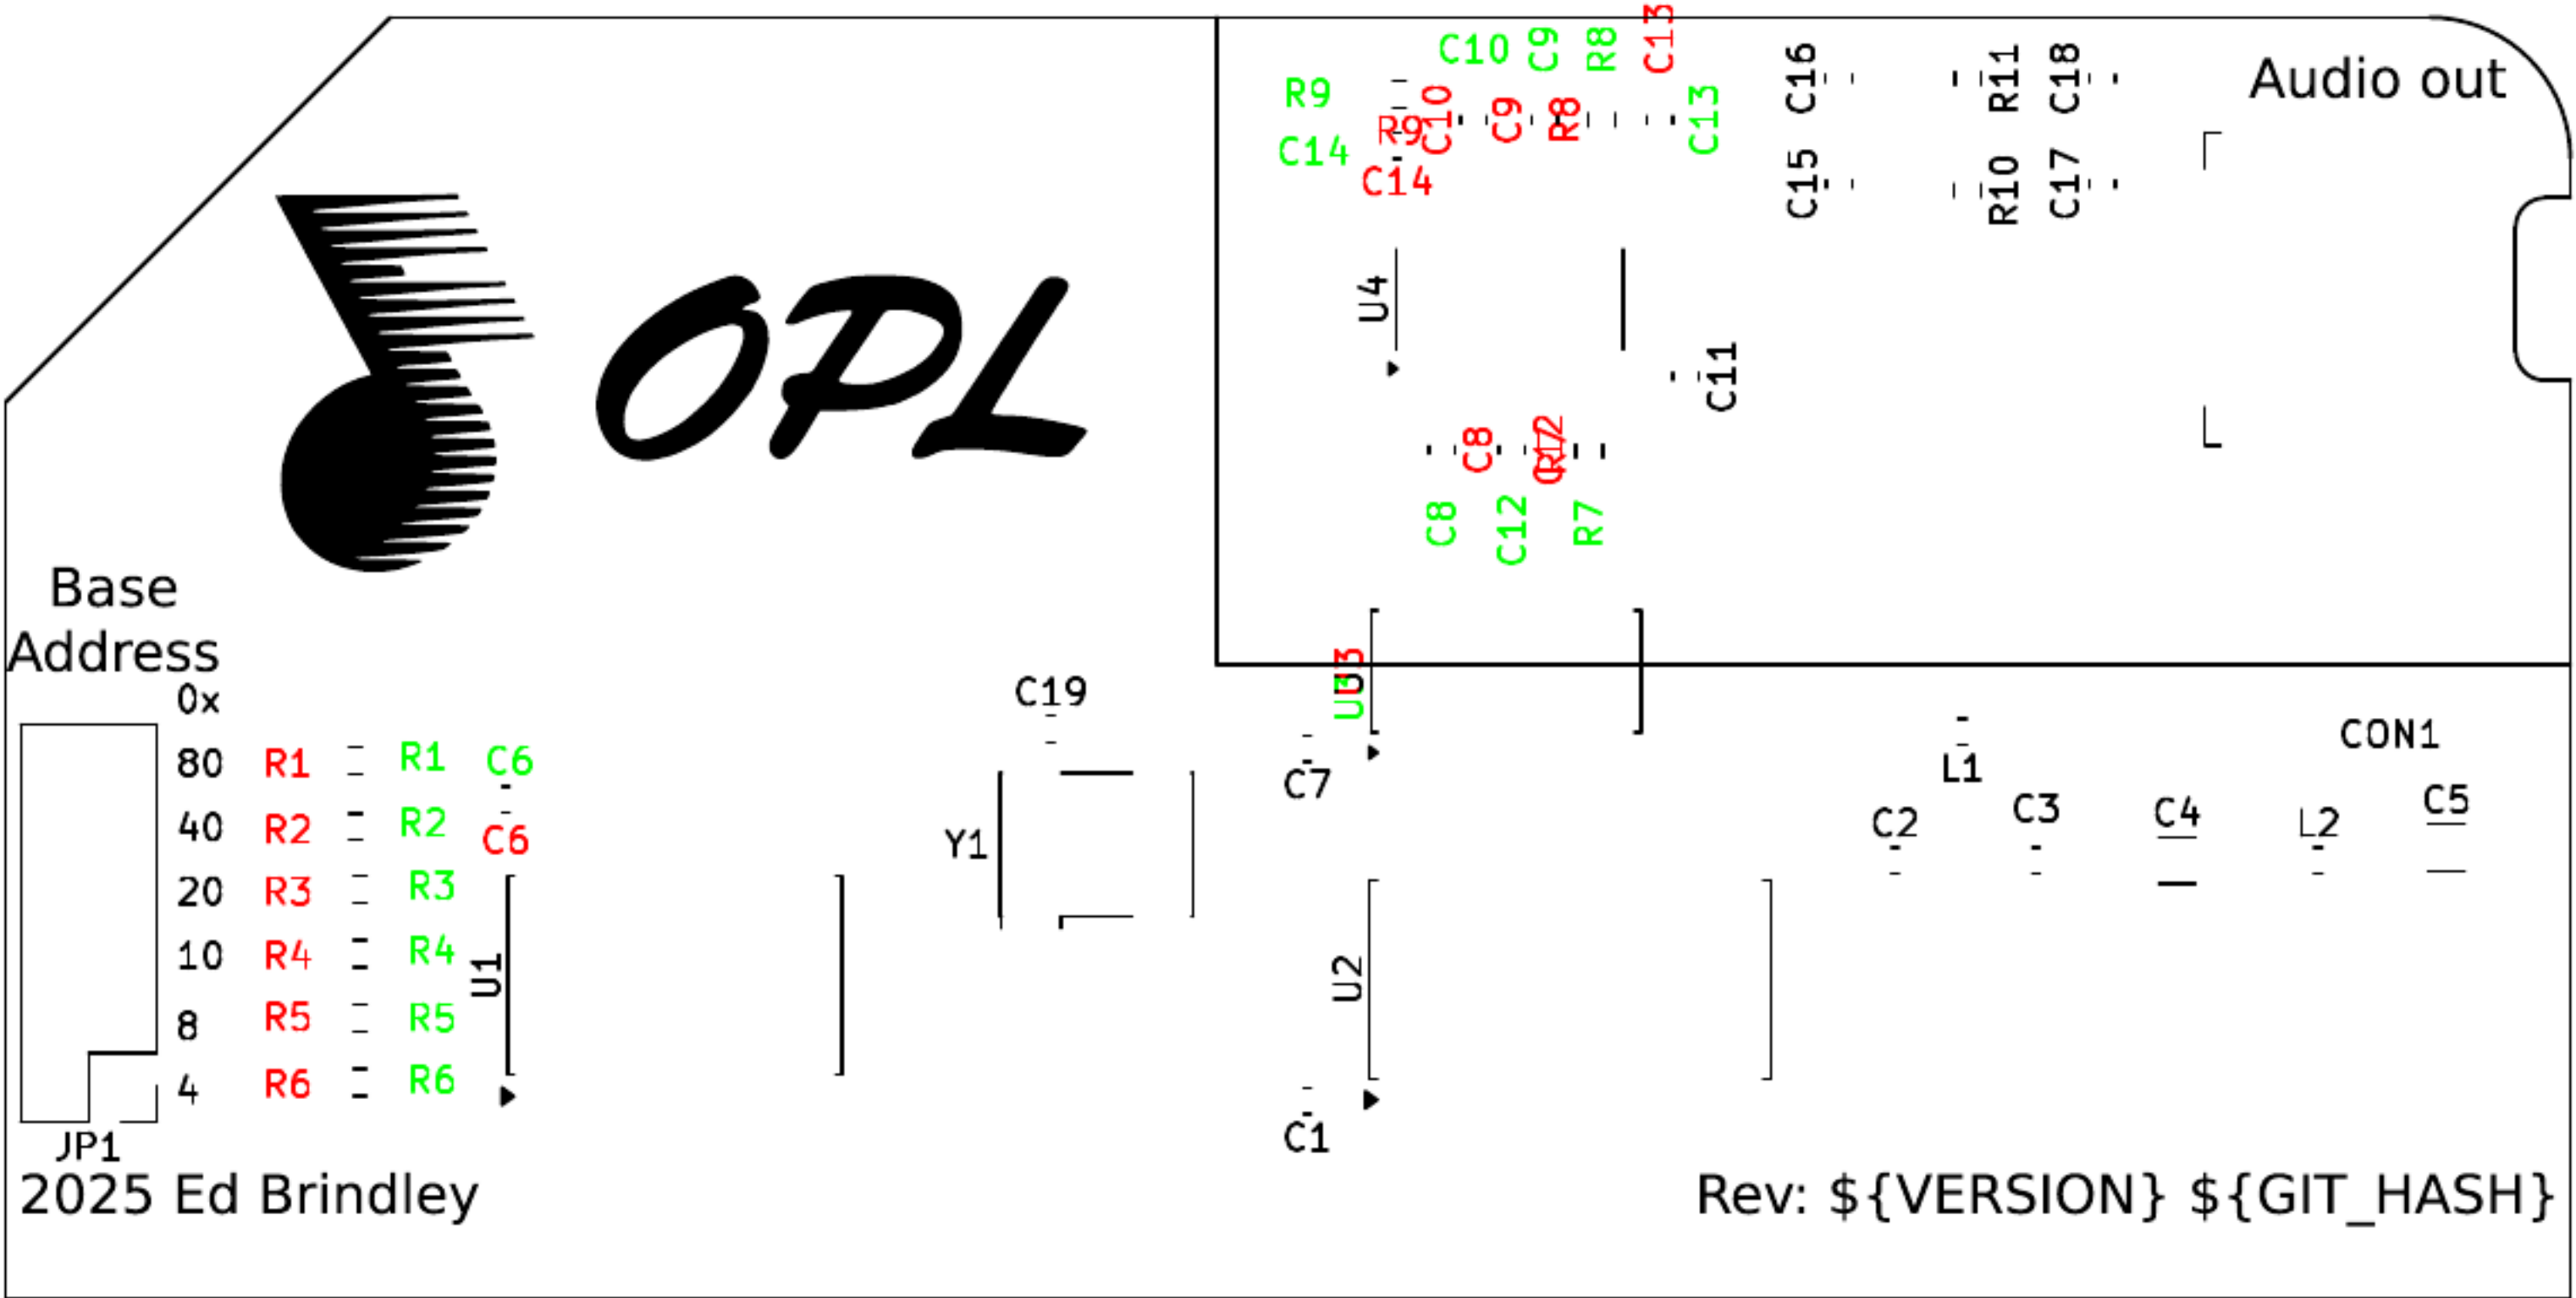 C10
C9
R8
C13
C16
R11
C18
Audio out
R9
C10
C9
R8
C13
R9
C14
C14
C15
R10
C17
OPL
U4
C11
C8
C12
R7
C8
C12
R7
Base
Address
0x
C19
U3
U3
CON1
80
R1
R1
C6
C7
L1
40
R2
R2
C6
Y1
C2
C3
C4
L2
C5
20
R3
R3
10
R4
R4
U1
U2
8
R5
R5
4
R6
R6
C1
JP1
2025 Ed Brindley
Rev: ${VERSION} ${GIT_HASH}